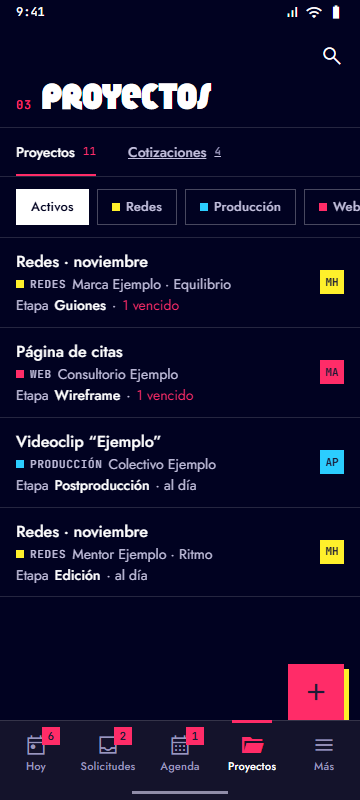 9:41
03 PROYECTOS
Proyectos 11 Cotizaciones 4
Activos Redes Producción Web
Redes · noviembre
REDES Marca Ejemplo · Equilibrio
MH
Etapa Guiones · 1 vencido
Página de citas
WEB Consultorio Ejemplo
MA
Etapa Wireframe · 1 vencido
Videoclip “Ejemplo”
PRODUCCIÓN Colectivo Ejemplo
AP
Etapa Postproducción · al día
Redes · noviembre
REDES Mentor Ejemplo · Ritmo
MH
Etapa Edición · al día
+
6 2 1
Hoy Solicitudes Agenda Proyectos Más